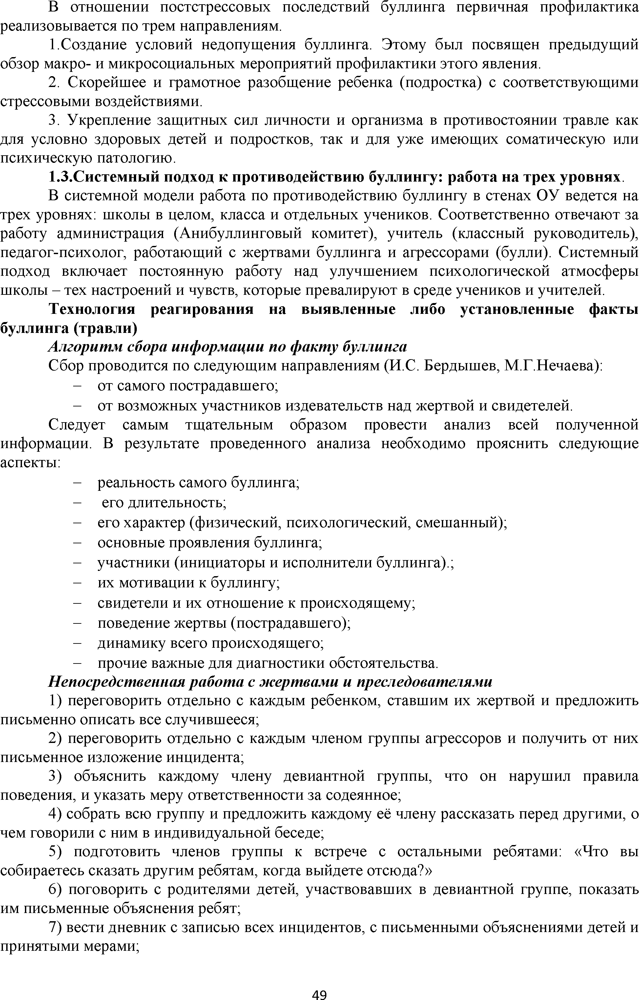 В отношении постстрессовых последствий буллинга первичная профилактика
реализовывается по трем направлениям.
1.Создание условий недопущения буллинга. Этому был посвящен предыдущий
обзор макро- и микросоциальных мероприятий профилактики этого явления.
2. Скорейшее и грамотное разобщение ребенка (подростка) с соответствующими
стрессовыми воздействиями.
3. Укрепление защитных сил личности и организма в противостоянии травле как
для условно здоровых детей и подростков, так и для уже имеющих соматическую или
психическую патологию.
1.3.Системный подход к противодействию буллингу: работа на трех уровнях.
В системной модели работа по противодействию буллингу в стенах ОУ ведется на
трех уровнях: школы в целом, класса и отдельных учеников. Соответственно отвечают за
работу администрация (Анибуллинговый комитет), учитель (классный руководитель),
педагог-психолог, работающий с жертвами буллинга и агрессорами (булли). Системный
подход включает постоянную работу над улучшением психологической атмосферы
школы – тех настроений и чувств, которые превалируют в среде учеников и учителей.
Технология реагирования на выявленные либо установленные факты
буллинга (травли)
Алгоритм сбора информации по факту буллинга
Сбор проводится по следующим направлениям (И.С. Бердышев, М.Г.Нечаева):
– от самого пострадавшего;
– от возможных участников издевательств над жертвой и свидетелей.
Следует самым тщательным образом провести анализ всей полученной
информации. В результате проведенного анализа необходимо прояснить следующие
аспекты:
– реальность самого буллинга;
– его длительность;
– его характер (физический, психологический, смешанный);
– основные проявления буллинга;
– участники (инициаторы и исполнители буллинга).;
– их мотивации к буллингу;
– свидетели и их отношение к происходящему;
– поведение жертвы (пострадавшего);
– динамику всего происходящего;
– прочие важные для диагностики обстоятельства.
Непосредственная работа с жертвами и преследователями
1) переговорить отдельно с каждым ребенком, ставшим их жертвой и предложить
письменно описать все случившееся;
2) переговорить отдельно с каждым членом группы агрессоров и получить от них
письменное изложение инцидента;
3) объяснить каждому члену девиантной группы, что он нарушил правила
поведения, и указать меру ответственности за содеянное;
4) собрать всю группу и предложить каждому её члену рассказать перед другими, о
чем говорили с ним в индивидуальной беседе;
5) подготовить членов группы к встрече с остальными ребятами: «Что вы
собираетесь сказать другим ребятам, когда выйдете отсюда?»
6) поговорить с родителями детей, участвовавших в девиантной группе, показать
им письменные объяснения ребят;
7) вести дневник с записью всех инцидентов, с письменными объяснениями детей и
принятыми мерами;
49